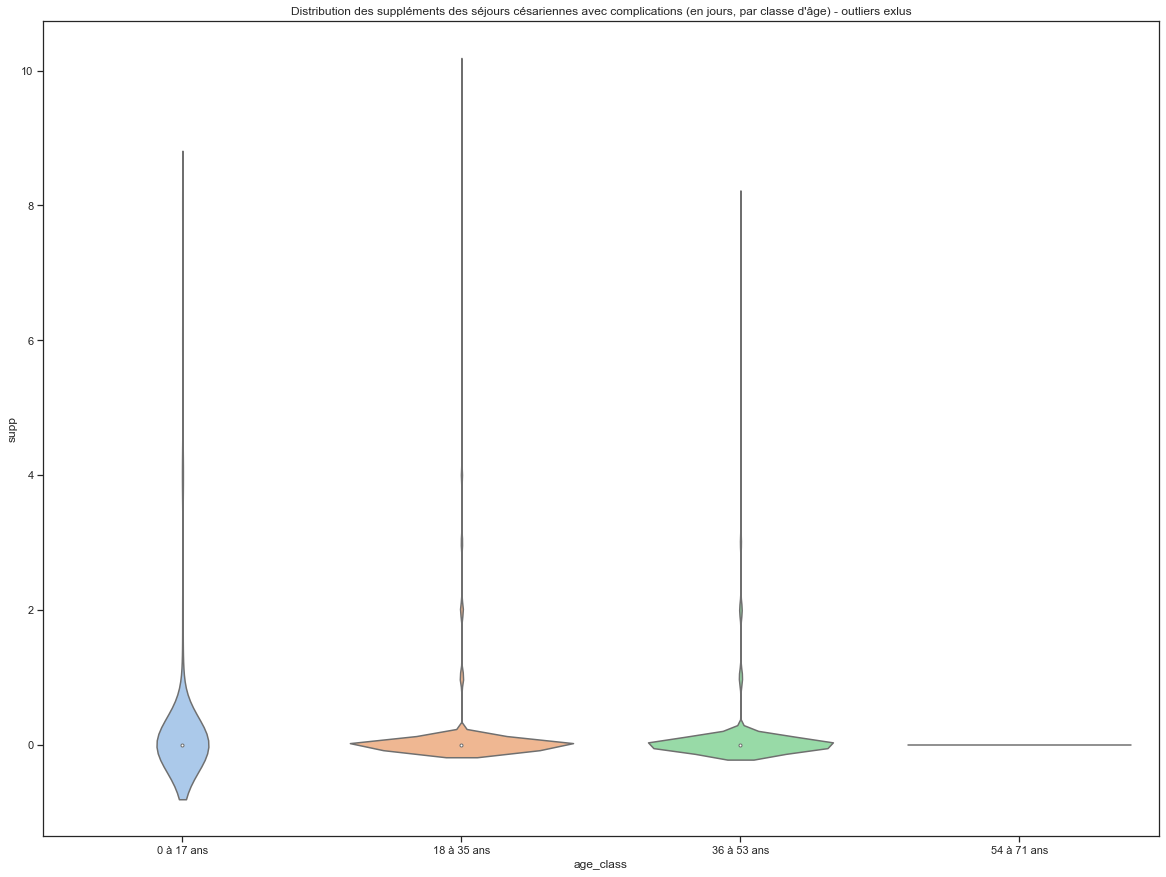 Distribution des suppléments des séjours césariennes avec complications (en jours, par classe d'âge) - outliers exlus
10
8
6
4
2
0
supp
0 à 17 ans
18 à 35 ans
36 à 53 ans
54 à 71 ans
age_class